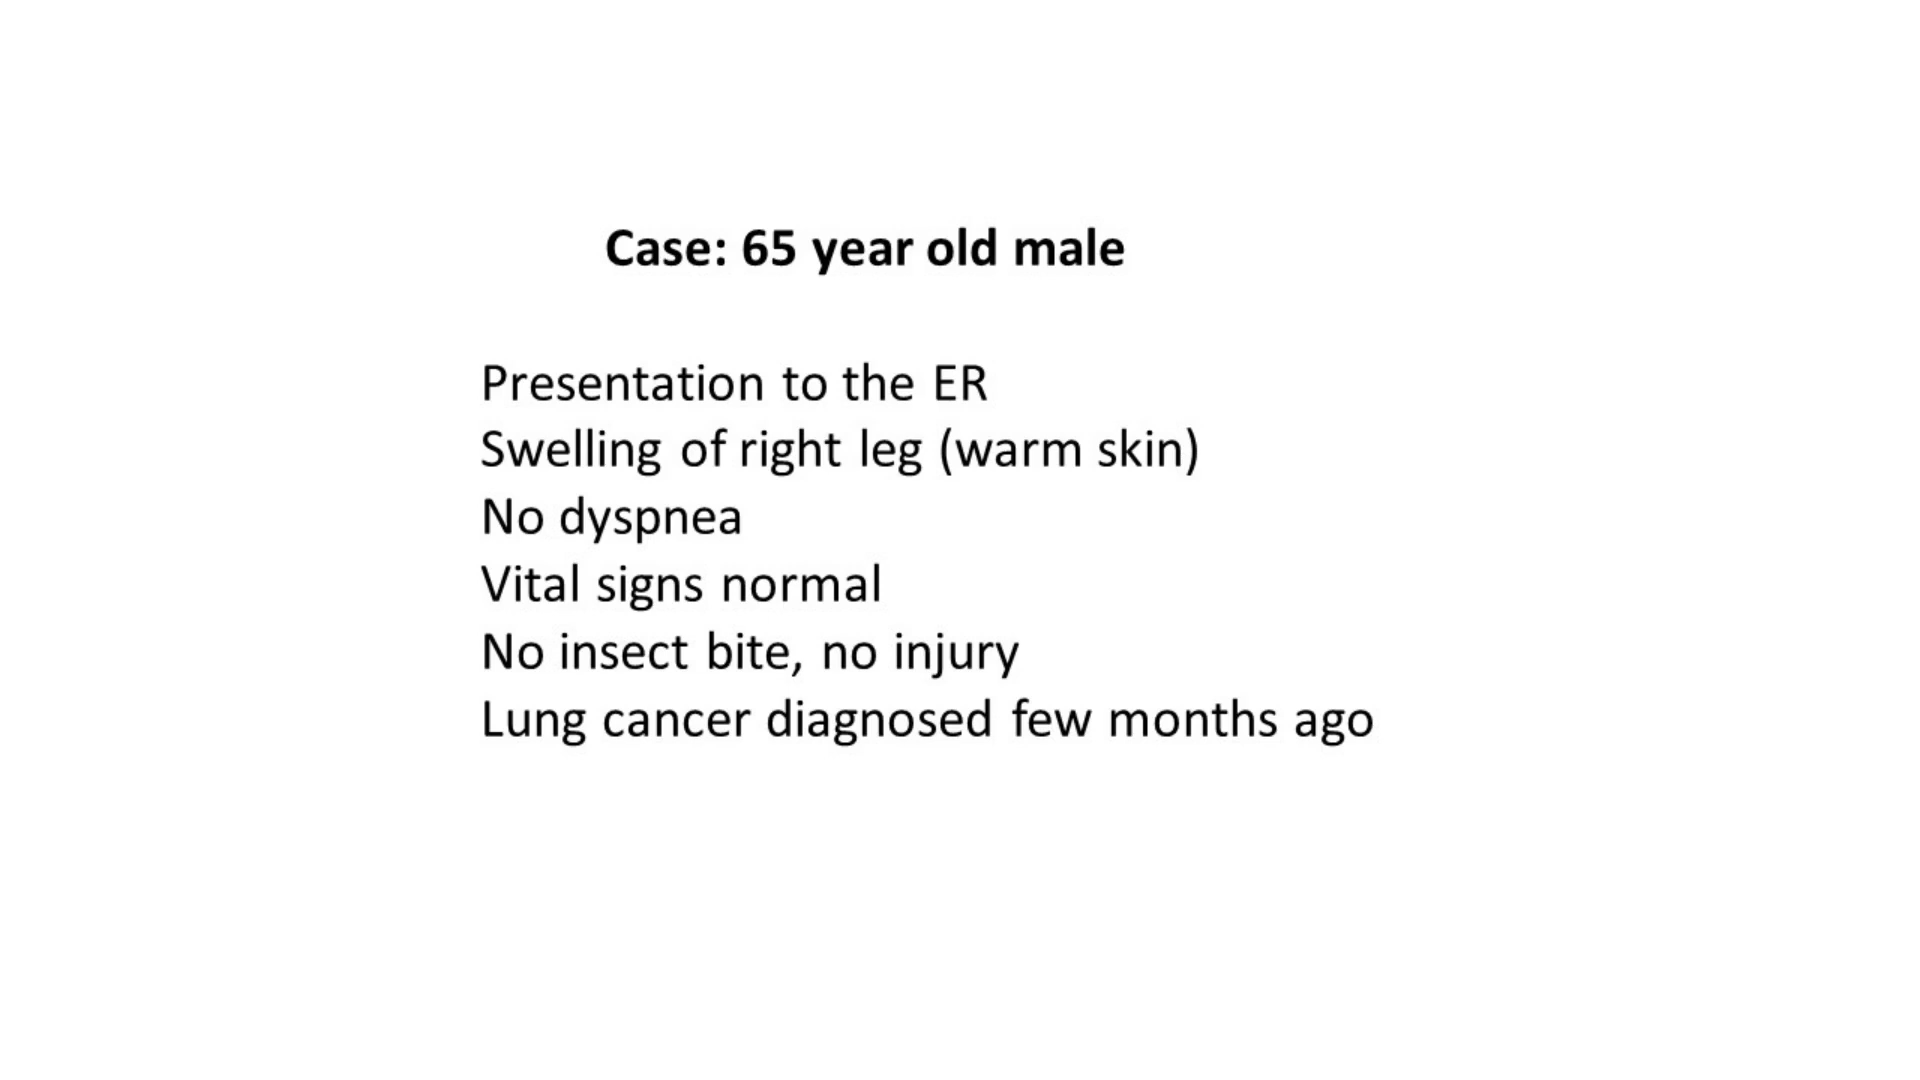 Case: 65 year old male
Presentation to the ER
Swelling of right leg (warm skin)
No dyspnea
Vital signs normal
No insect bite, no injury
Lung cancer diagnosed few months ago